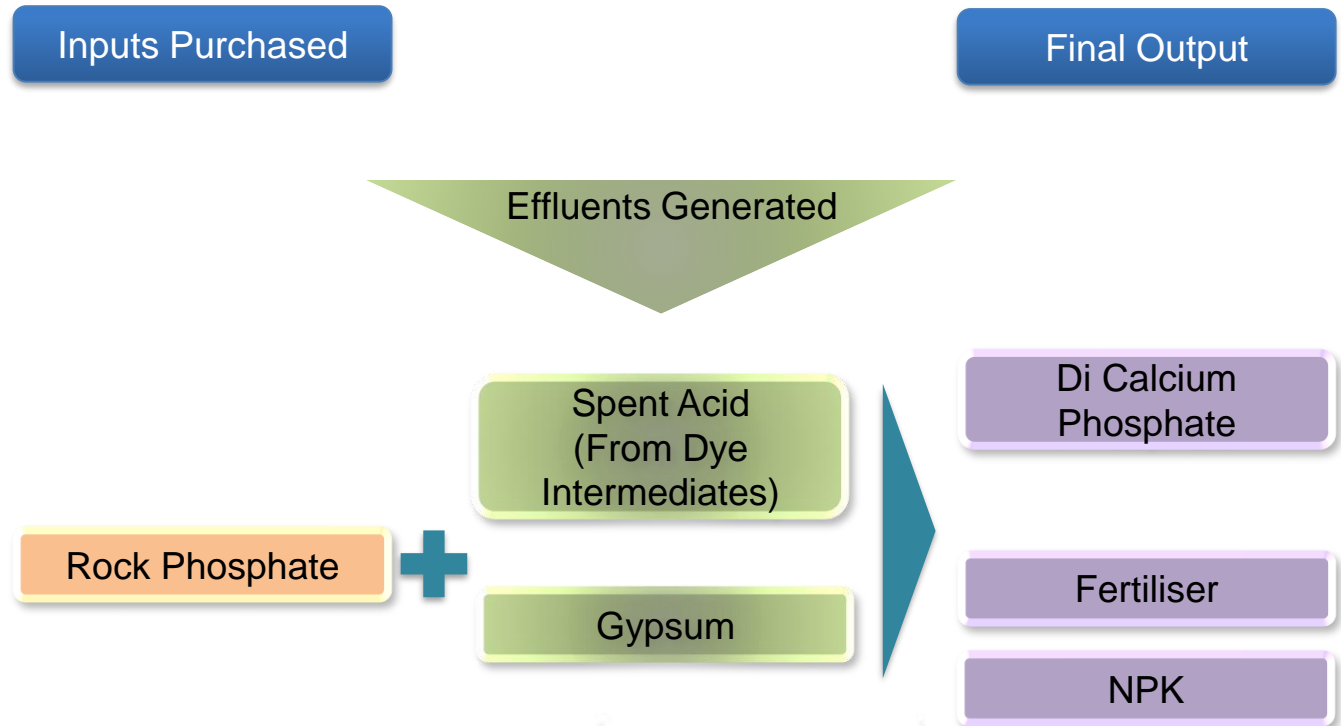 Inputs Purchased
Final Output
Effluents Generated
Rock Phosphate
Spent Acid
(From Dye
Intermediates)
Gypsum
Di Calcium
Phosphate
Fertiliser
NPK